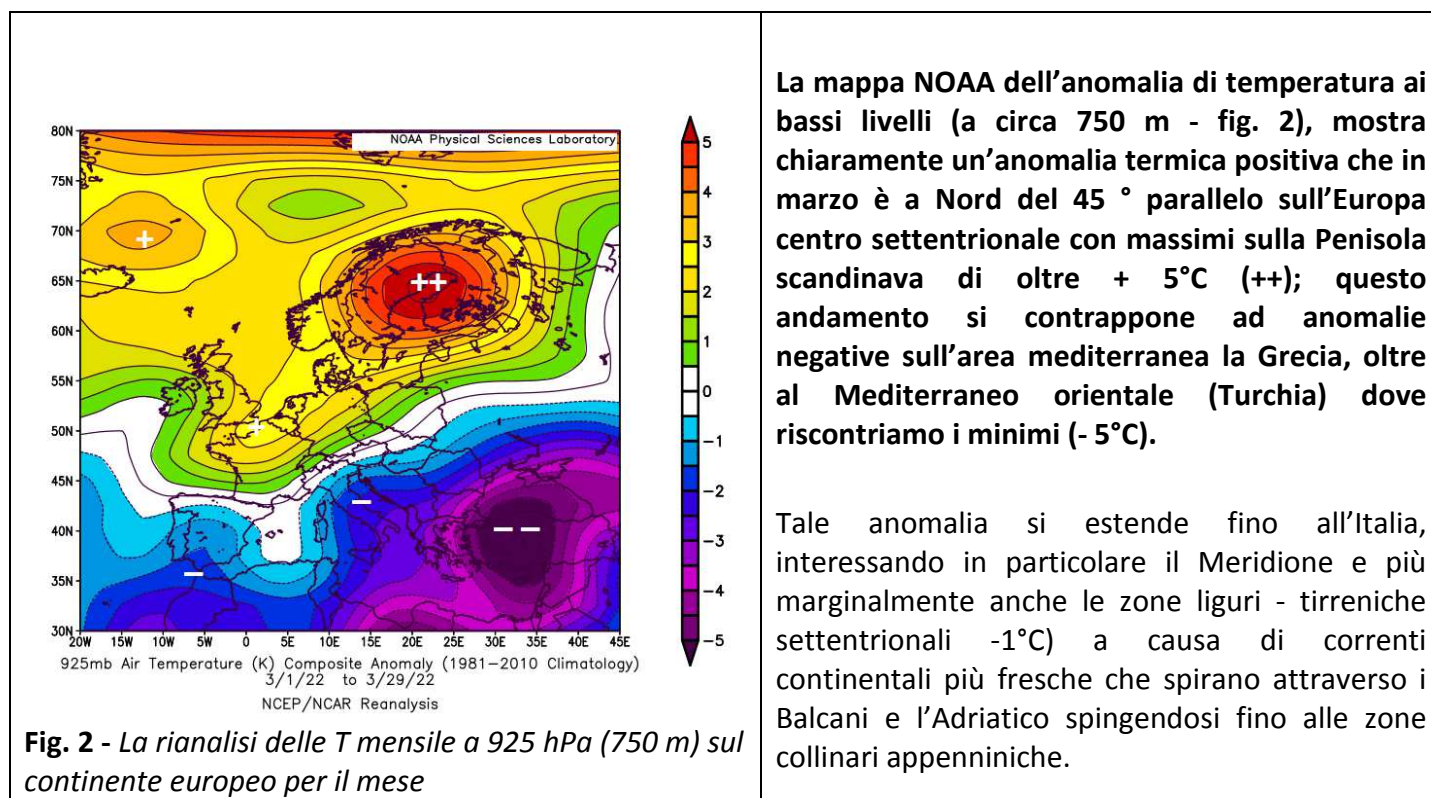 NOAA Physical Sciences Laboratory
80N
75N
70N
65N
60N
55N
50N
45N
40N
35N
30N
20W 15W 10W 5W 0 5E 10E 15E 20E 25E 30E 35E 40E 45E
5
4
3
2
1
0
−1
−2
−3
−4
−5
+
++
+
−
− −
−
925mb Air Temperature (K) Composite Anomaly (1981−2010 Climatology)
3/1/22 to 3/29/22
NCEP/NCAR Reanalysis
Fig. 2 - La rianalisi delle T mensile a 925 hPa (750 m) sul
continente europeo per il mese
La mappa NOAA dell’anomalia di temperatura ai
bassi livelli (a circa 750 m - fig. 2), mostra
chiaramente un’anomalia termica positiva che in
marzo è a Nord del 45 ° parallelo sull’Europa
centro settentrionale con massimi sulla Penisola
scandinava di oltre + 5°C (++); questo
andamento si contrappone ad anomalie
negative sull’area mediterranea la Grecia, oltre
al Mediterraneo orientale (Turchia) dove
riscontriamo i minimi (- 5°C).
Tale anomalia si estende fino all’Italia,
interessando in particolare il Meridione e più
marginalmente anche le zone liguri - tirreniche
settentrionali -1°C) a causa di correnti
continentali più fresche che spirano attraverso i
Balcani e l’Adriatico spingendosi fino alle zone
collinari appenniniche.